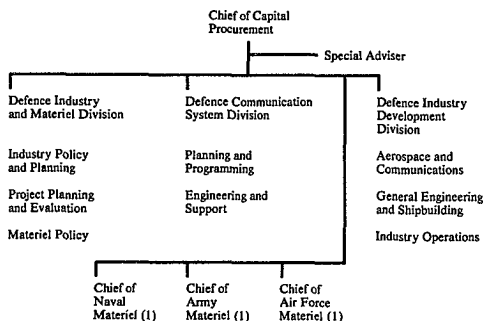 Chief of Capital
Procurement
Special Adviser
Defence Industry
and Materiel Division
Industry Policy
and Planning
Project Planning
and Evaluation
Materiel Policy
Defence Communication
System Division
Planning and
Programming
Engineering and
Support
Defence Industry
Development
Division
Aerospace and
Communications
General Engineering
and Shipbuilding
Industry Operations
Chief of
Naval
Materiel (1)
Chief of
Army
Materiel (1)
Chief of
Air Force
Materiel (1)